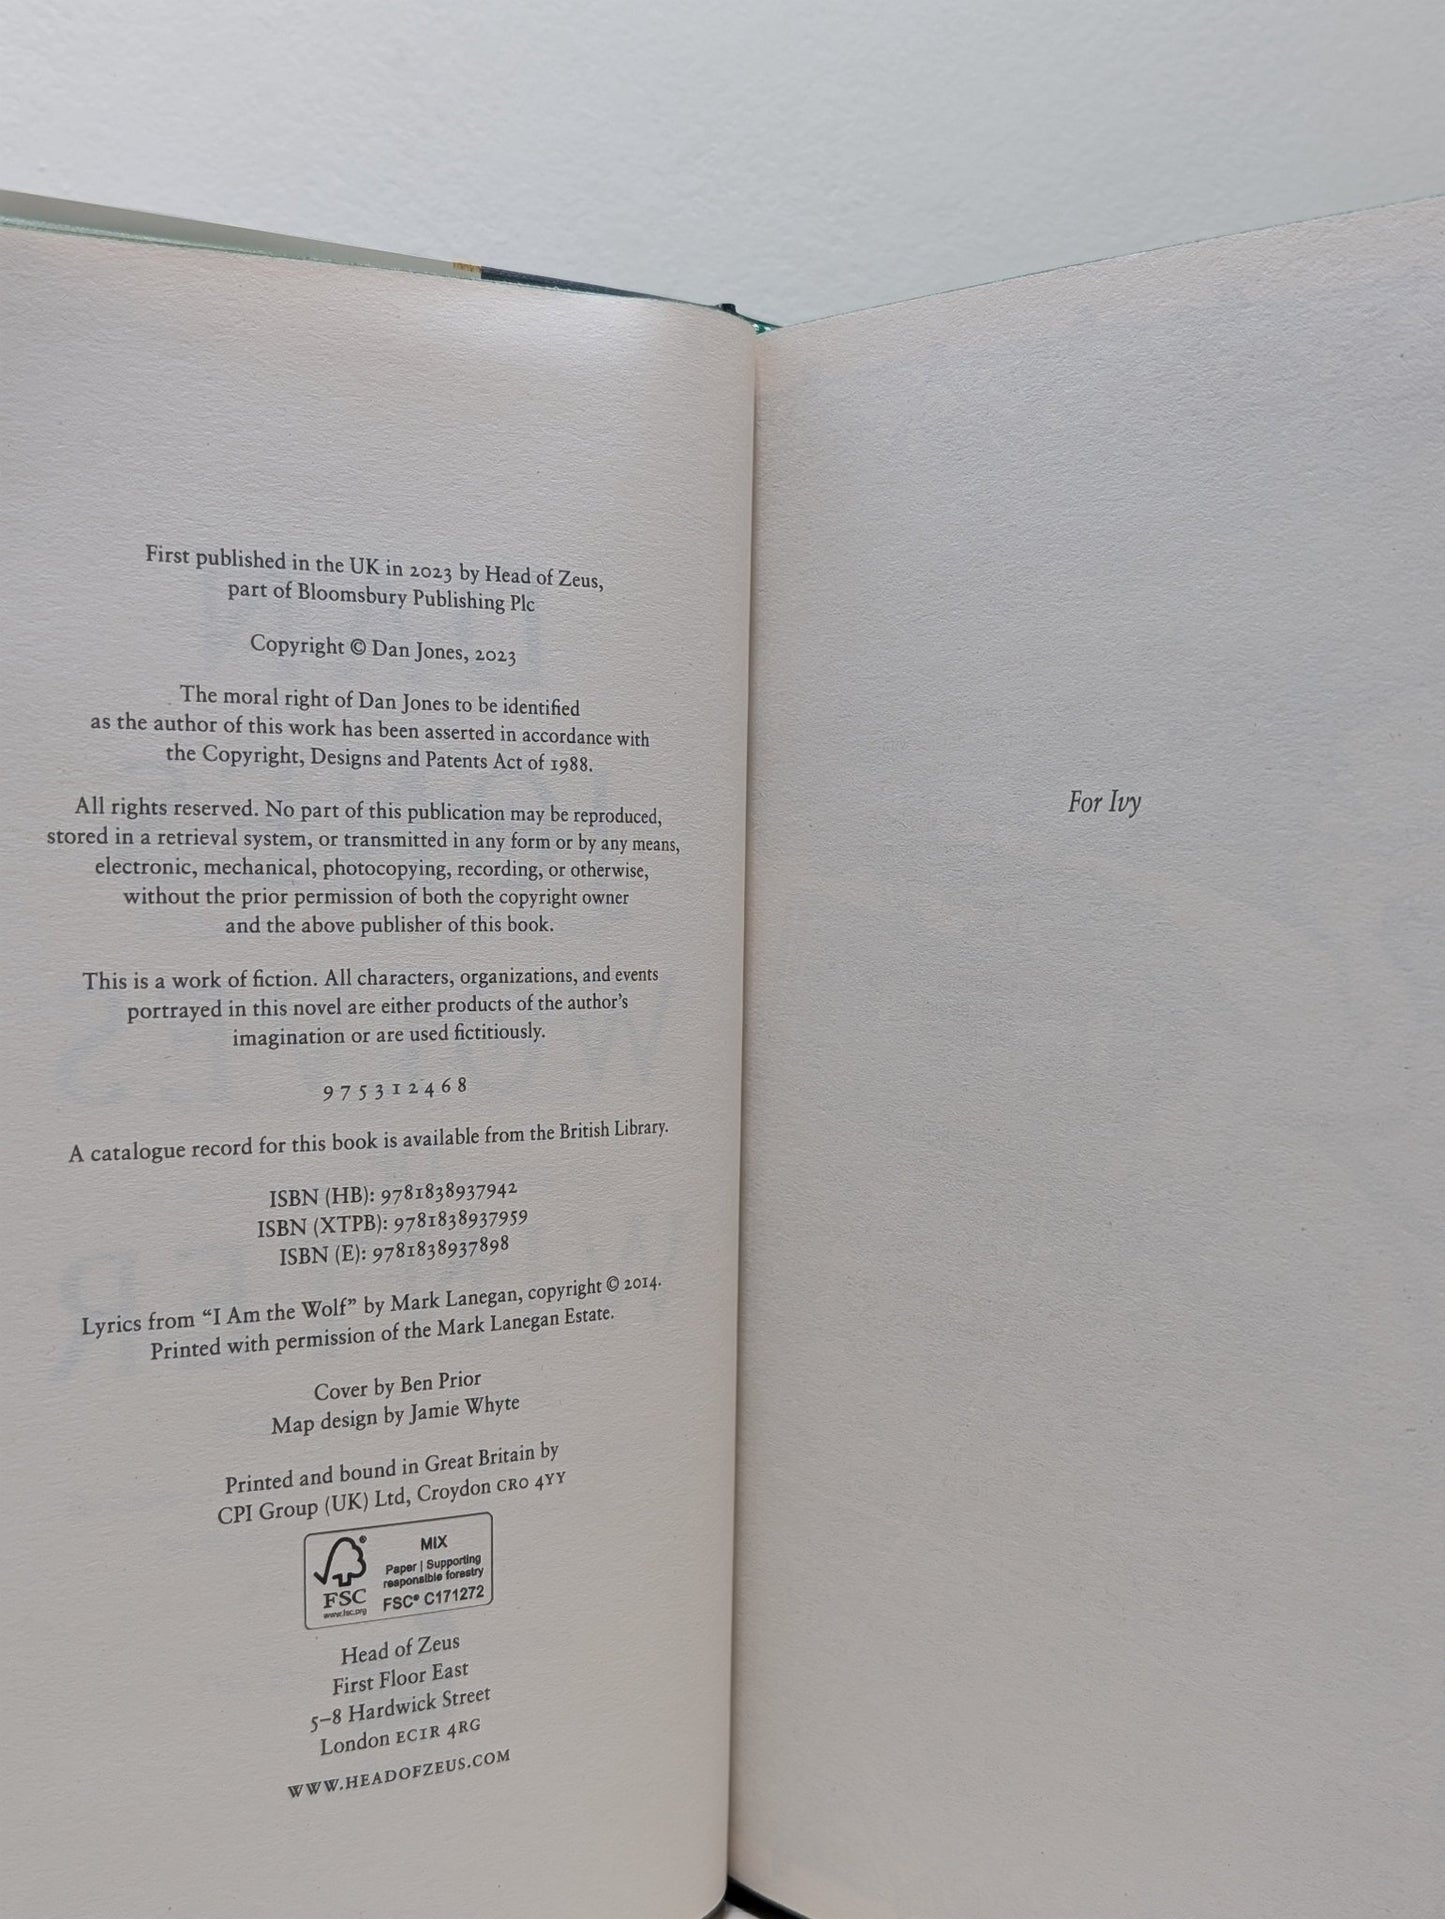 First published in the UK in 2023 by Head of Zeus,
part of Bloomsbury Publishing Plc
Copyright © Dan Jones, 2023
The moral right of Dan Jones to be identified
as the author of this work has been asserted in accordance with
the Copyright, Designs and Patents Act of 1988.
All rights reserved. No part of this publication may be reproduced,
stored in a retrieval system, or transmitted in any form or by any means,
electronic, mechanical, photocopying, recording, or otherwise,
without the prior permission of both the copyright owner
and the above publisher of this book.
This is a work of fiction. All characters, organizations, and events
portrayed in this novel are either products of the author's
imagination or are used fictitiously.
9 7 5 3 1 2 4 6 8
A catalogue record for this book is available from the British Library.
ISBN (HB): 9781838937942
ISBN (XTPB): 9781838937959
ISBN (E): 9781838937898
Lyrics from “I Am the Wolf” by Mark Lanegan, copyright © 2014.
Printed with permission of the Mark Lanegan Estate.
Cover by Ben Prior
Map design by Jamie Whyte
Printed and bound in Great Britain by
CPI Group (UK) Ltd, Croydon CR0 4YY
MIX
Paper | Supporting
responsible forestry
FSC® C171272
FSC
www.fsc.org
Head of Zeus
First Floor East
5–8 Hardwick Street
London EC1R 4RG
WWW.HEADOFZEUS.COM
For Ivy